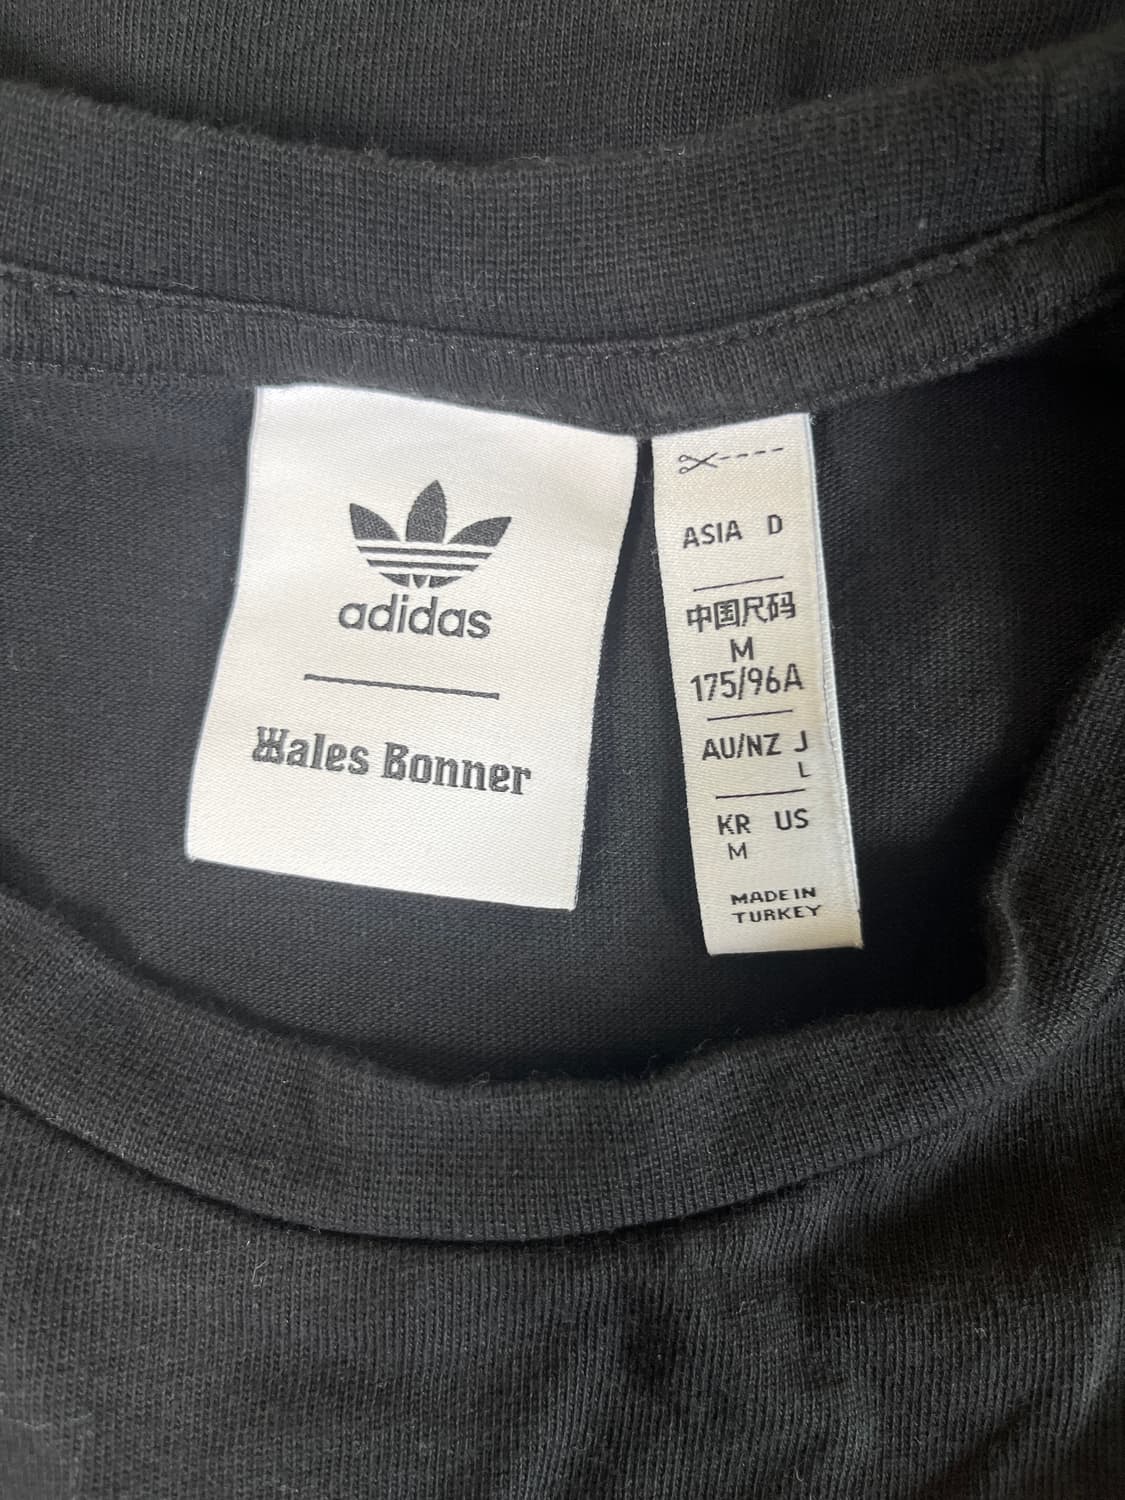 adidas
Wales Bonner
ASIA D
中国尺码
M
175/96A
AU/NZ J
L
KR US
M
MADE IN
TURKEY